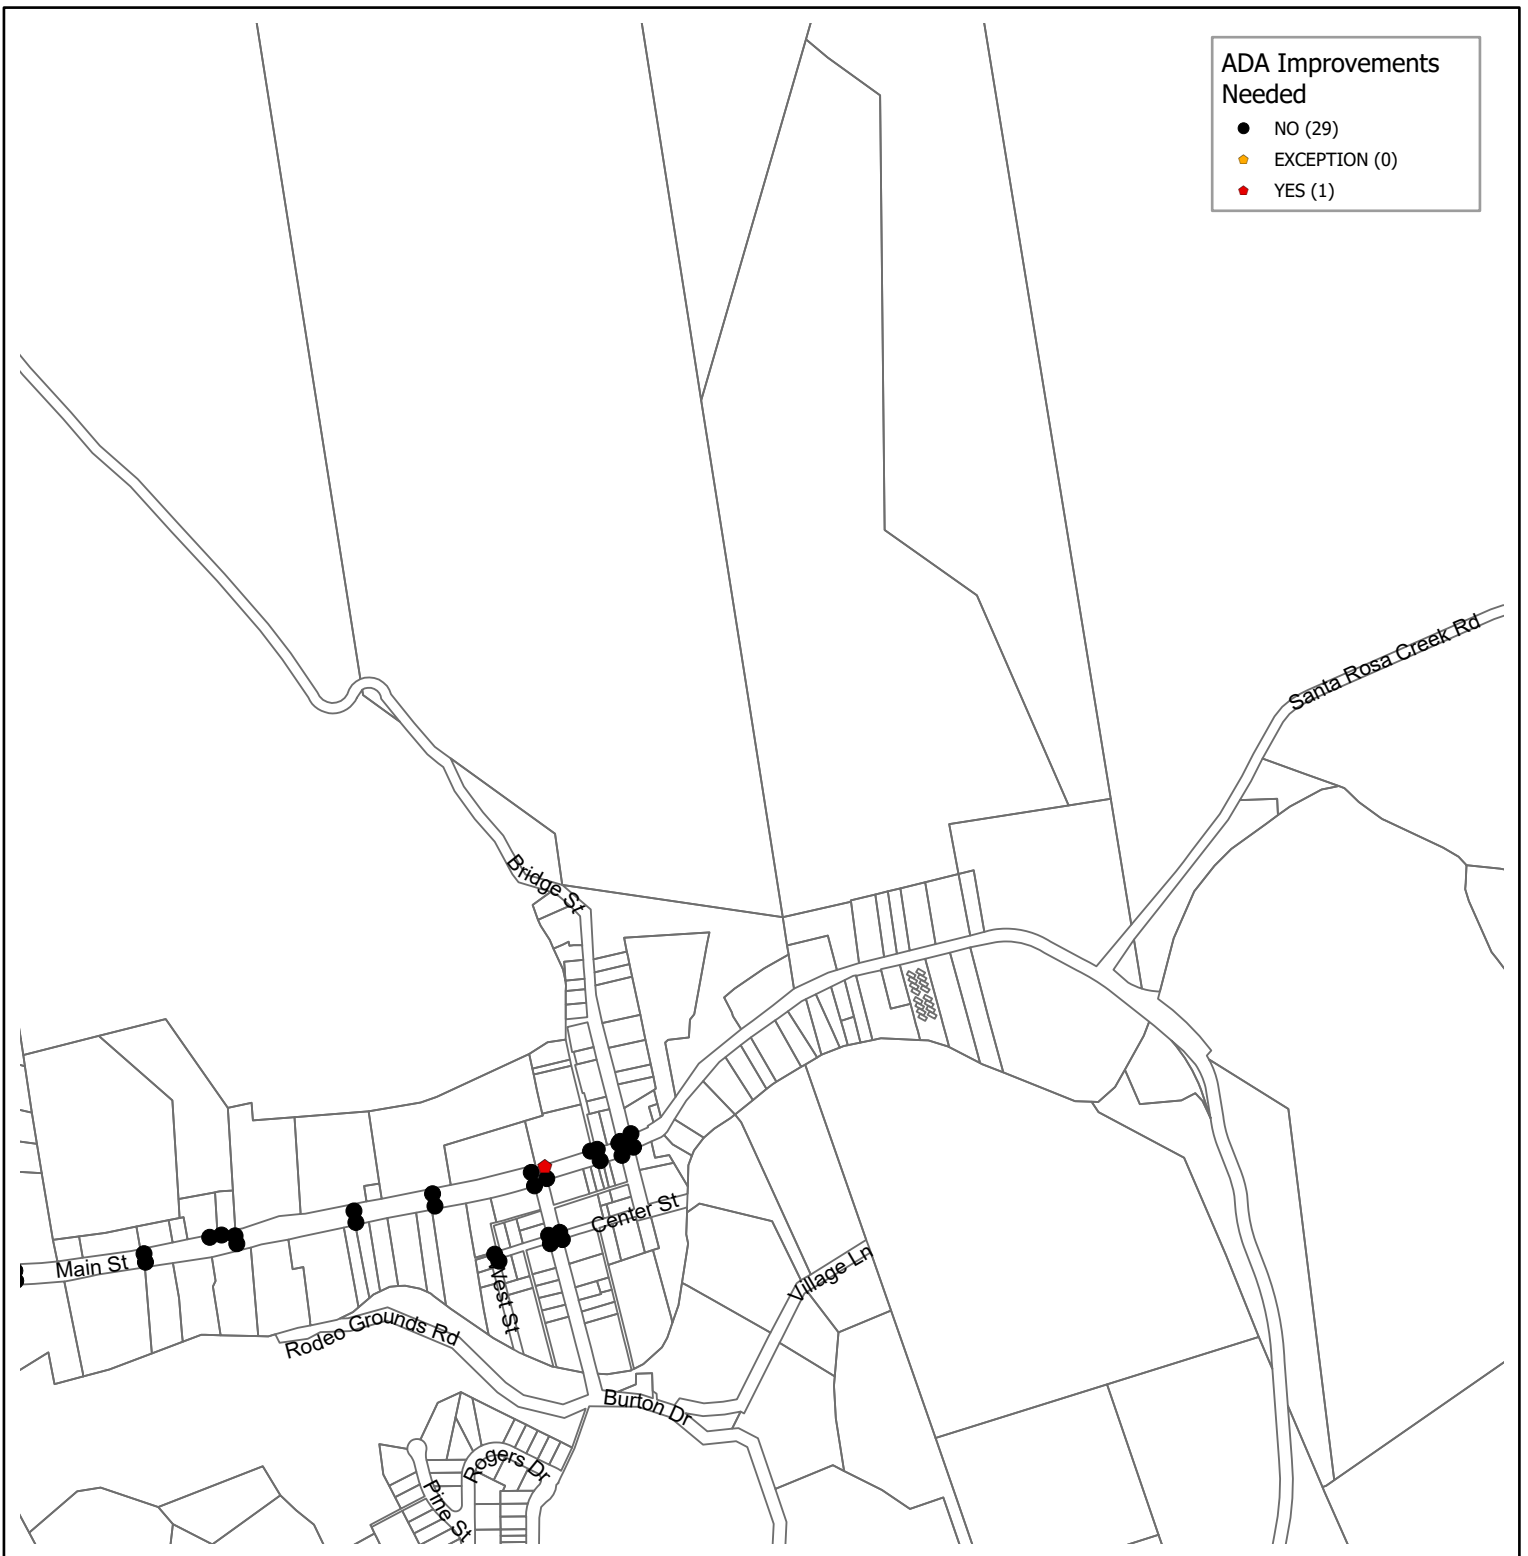 ADA Improvements
Needed
NO (29)
EXCEPTION (0)
YES (1)
Santa Rosa Creek Rd
Bridge St
Center St
Main St
West St
Village Ln
Rodeo Grounds Rd
Burton Dr
Rogers Dr
Pine St